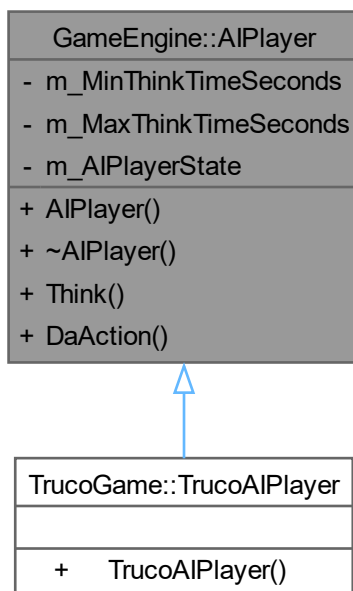 GameEngine::AIPlayer
- m_MinThinkTimeSeconds
- m_MaxThinkTimeSeconds
- m_AIPlayerState
+ AIPlayer()
+ ~AIPlayer()
+ Think()
+ DaAction()
TrucoGame::TrucoAIPlayer
+ TrucoAIPlayer()